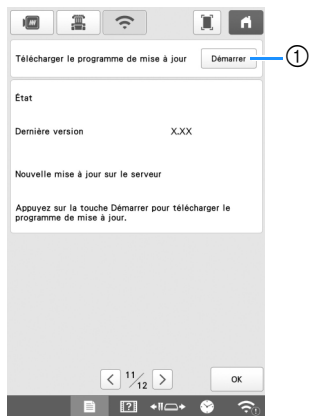 Télécharger le programme de mise à jour
Démarrer
1
État
Dernière version X.XX
Nouvelle mise à jour sur le serveur
Appuyez sur la touche Démarrer pour télécharger le
programme de mise à jour.
11/12
OK